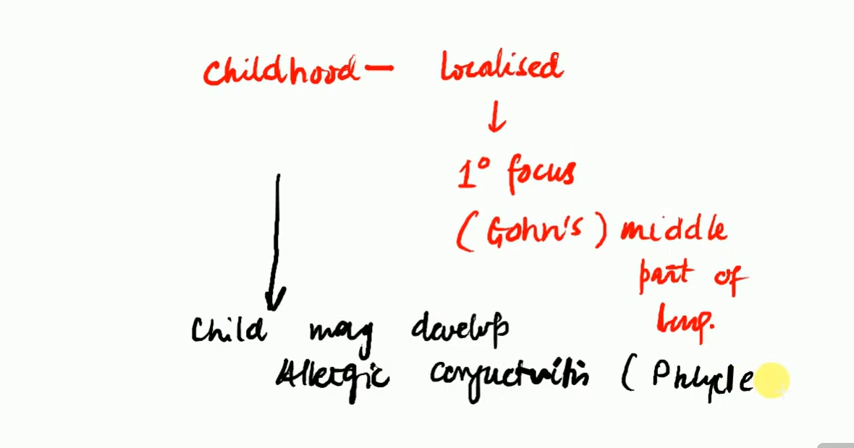 Childhood — Localised
↓
1° focus
(Gohn's) middle
part of
lung.
↓
Child may develop
Allergic conjuctivitis (Phlycte